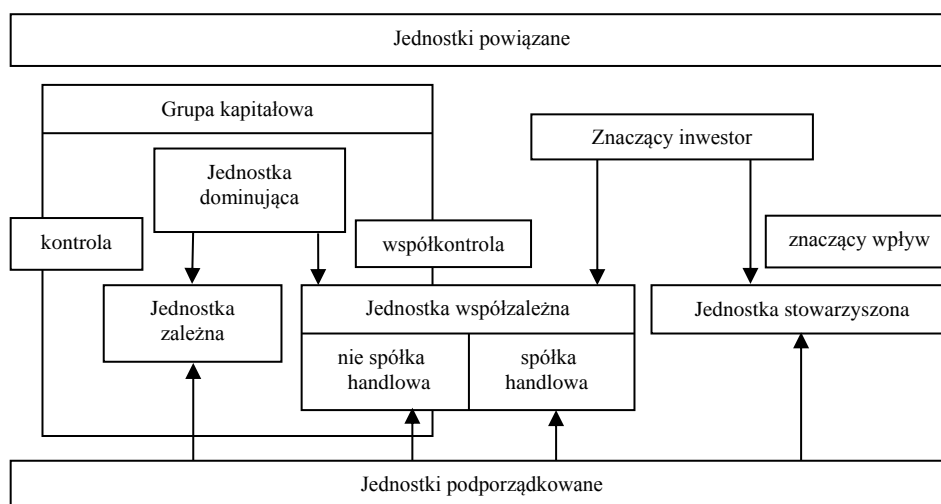 Jednostki powiązane
Grupa kapitałowa
Znaczący inwestor
Jednostka
dominująca
kontrola
współkontrola
znaczący wpływ
Jednostka
zależna
Jednostka współzależna
Jednostka stowarzyszona
nie spółka
handlowa
spółka
handlowa
Jednostki podporządkowane